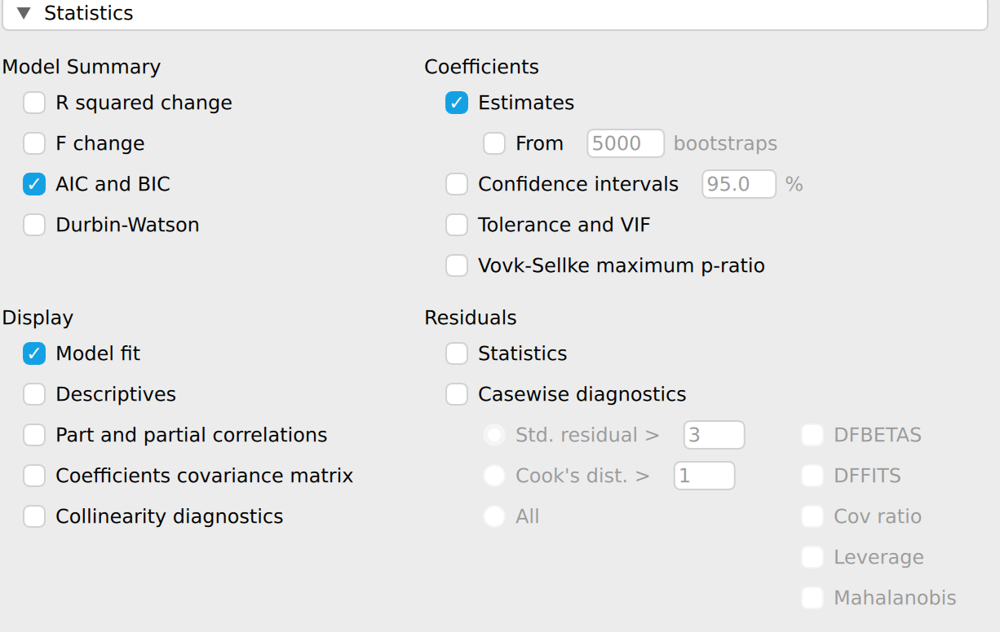 Statistics
Model Summary
R squared change
F change
AIC and BIC
Durbin-Watson
Coefficients
Estimates
From 5000 bootstraps
Confidence intervals 95.0 %
Tolerance and VIF
Vovk-Sellke maximum p-ratio
Display
Model fit
Descriptives
Part and partial correlations
Coefficients covariance matrix
Collinearity diagnostics
Residuals
Statistics
Casewise diagnostics
Std. residual > 3
Cook's dist. > 1
All
DFBETAS
DFFITS
Cov ratio
Leverage
Mahalanobis